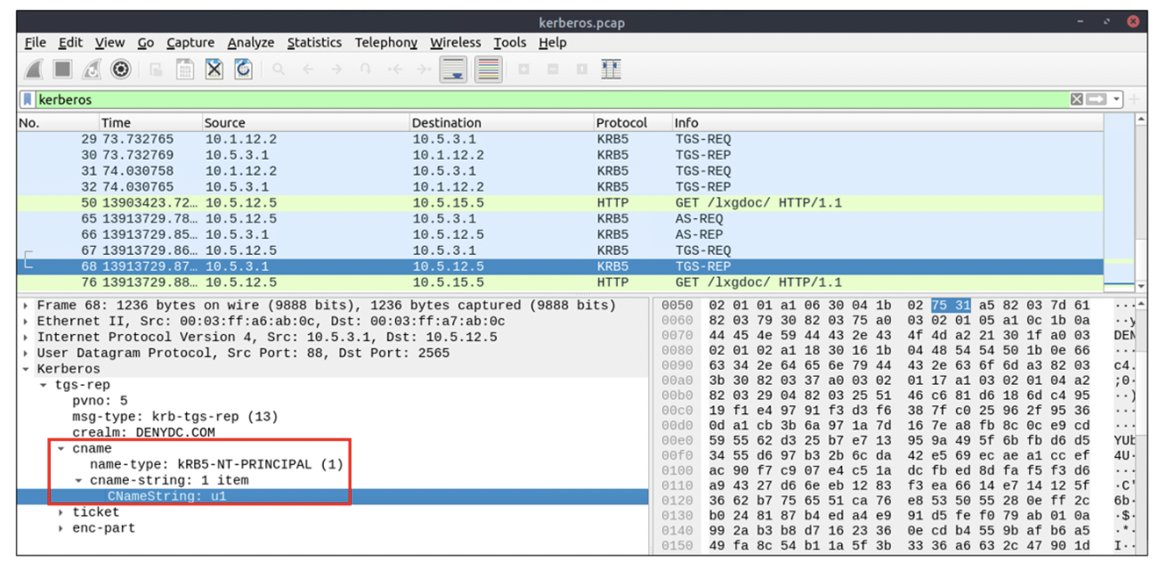 kerberos.pcap
File Edit View Go Capture Analyze Statistics Telephony Wireless Tools Help
kerberos
No. Time Source Destination Protocol Info
29 73.732765 10.1.12.2 10.5.3.1 KRB5 TGS-REQ
30 73.732769 10.5.3.1 10.1.12.2 KRB5 TGS-REP
31 74.030758 10.1.12.2 10.5.3.1 KRB5 TGS-REQ
32 74.030765 10.5.3.1 10.1.12.2 KRB5 TGS-REP
50 13903423.72… 10.5.12.5 10.5.15.5 HTTP GET /lxgdoc/ HTTP/1.1
65 13913729.78… 10.5.12.5 10.5.3.1 KRB5 AS-REQ
66 13913729.85… 10.5.3.1 10.5.12.5 KRB5 AS-REP
67 13913729.86… 10.5.12.5 10.5.3.1 KRB5 TGS-REQ
68 13913729.87… 10.5.3.1 10.5.12.5 KRB5 TGS-REP
76 13913729.88… 10.5.12.5 10.5.15.5 HTTP GET /lxgdoc/ HTTP/1.1
Frame 68: 1236 bytes on wire (9888 bits), 1236 bytes captured (9888 bits)
Ethernet II, Src: 00:03:ff:a6:ab:0c, Dst: 00:03:ff:a7:ab:0c
Internet Protocol Version 4, Src: 10.5.3.1, Dst: 10.5.12.5
User Datagram Protocol, Src Port: 88, Dst Port: 2565
Kerberos
tgs-rep
pvno: 5
msg-type: krb-tgs-rep (13)
crealm: DENYDC.COM
cname
name-type: kRB5-NT-PRINCIPAL (1)
cname-string: 1 item
CNameString: u1
ticket
enc-part
0050 02 01 01 a1 06 30 04 1b 02 75 31 a5 82 03 7d 61 ···
0060 82 03 79 30 82 03 75 a0 03 02 01 05 a1 0c 1b 0a ··y
0070 44 45 4e 59 44 43 2e 43 4f 4d a2 21 30 1f a0 03 DEN
0080 02 01 02 a1 18 30 16 1b 04 48 54 54 50 1b 0e 66 ···
0090 63 34 2e 64 65 6e 79 44 43 2e 63 6f 6d a3 82 03 c4.
00a0 3b 30 82 03 37 a0 03 02 01 17 a1 03 02 01 04 a2 ;0·
00b0 82 03 29 04 82 03 25 51 46 c6 81 d6 18 6d c4 95 ··)
00c0 19 f1 e4 97 91 f3 d3 f6 38 7f c0 25 96 2f 95 36 ···
00d0 0d a1 cb 3b 6a 97 1a 7d 16 7e a8 fb 8c 0c e9 cd ···
00e0 59 55 62 d3 25 b7 e7 13 95 9a 49 5f 6b fb d6 d5 YUb
00f0 34 55 d6 97 b3 2b 6c da 42 e5 69 ec ae a1 cc ef 4U·
0100 ac 90 f7 c9 07 e4 c5 1a dc fb ed 8d fa f5 f3 d6 ···
0110 a9 43 27 d6 6e eb 12 83 f3 ea 66 14 e7 14 12 5f ·C'
0120 36 62 b7 75 65 51 ca 76 e8 53 50 55 28 0e ff 2c 6b·
0130 b0 24 81 87 b4 ed a4 e9 91 d5 fe f0 79 ab 01 0a ·$·
0140 99 2a b3 b8 d7 16 23 36 0e cd b4 55 9b af b6 a5 ·*·
0150 49 fa 8c 54 b1 1a 5f 3b 33 36 a6 63 2c 47 90 1d I··